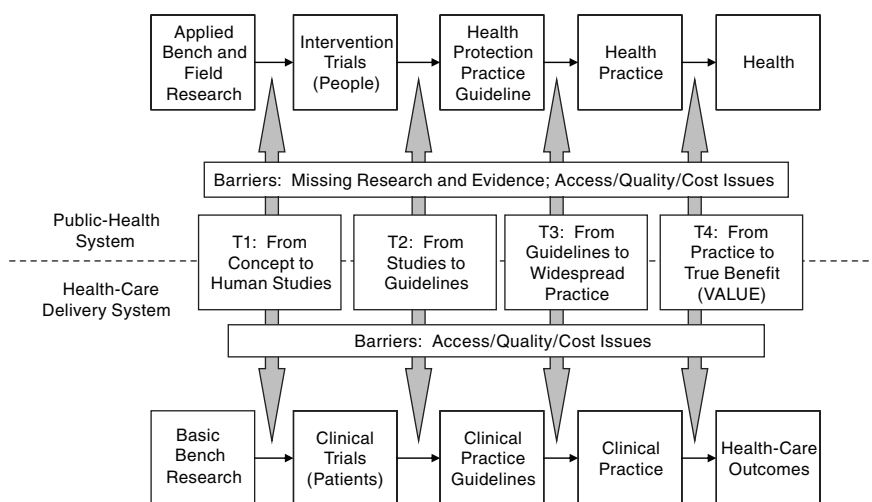 Applied
Bench and
Field
Research
Intervention
Trials
(People)
Health
Protection
Practice
Guideline
Health
Practice
Health
Barriers: Missing Research and Evidence; Access/Quality/Cost Issues
Public-Health
System
T1: From
Concept to
Human Studies
T2: From
Studies to
Guidelines
T3: From
Guidelines to
Widespread
Practice
T4: From
Practice to
True Benefit
(VALUE)
Health-Care
Delivery System
Barriers: Access/Quality/Cost Issues
Basic
Bench
Research
Clinical
Trials
(Patients)
Clinical
Practice
Guidelines
Clinical
Practice
Health-Care
Outcomes